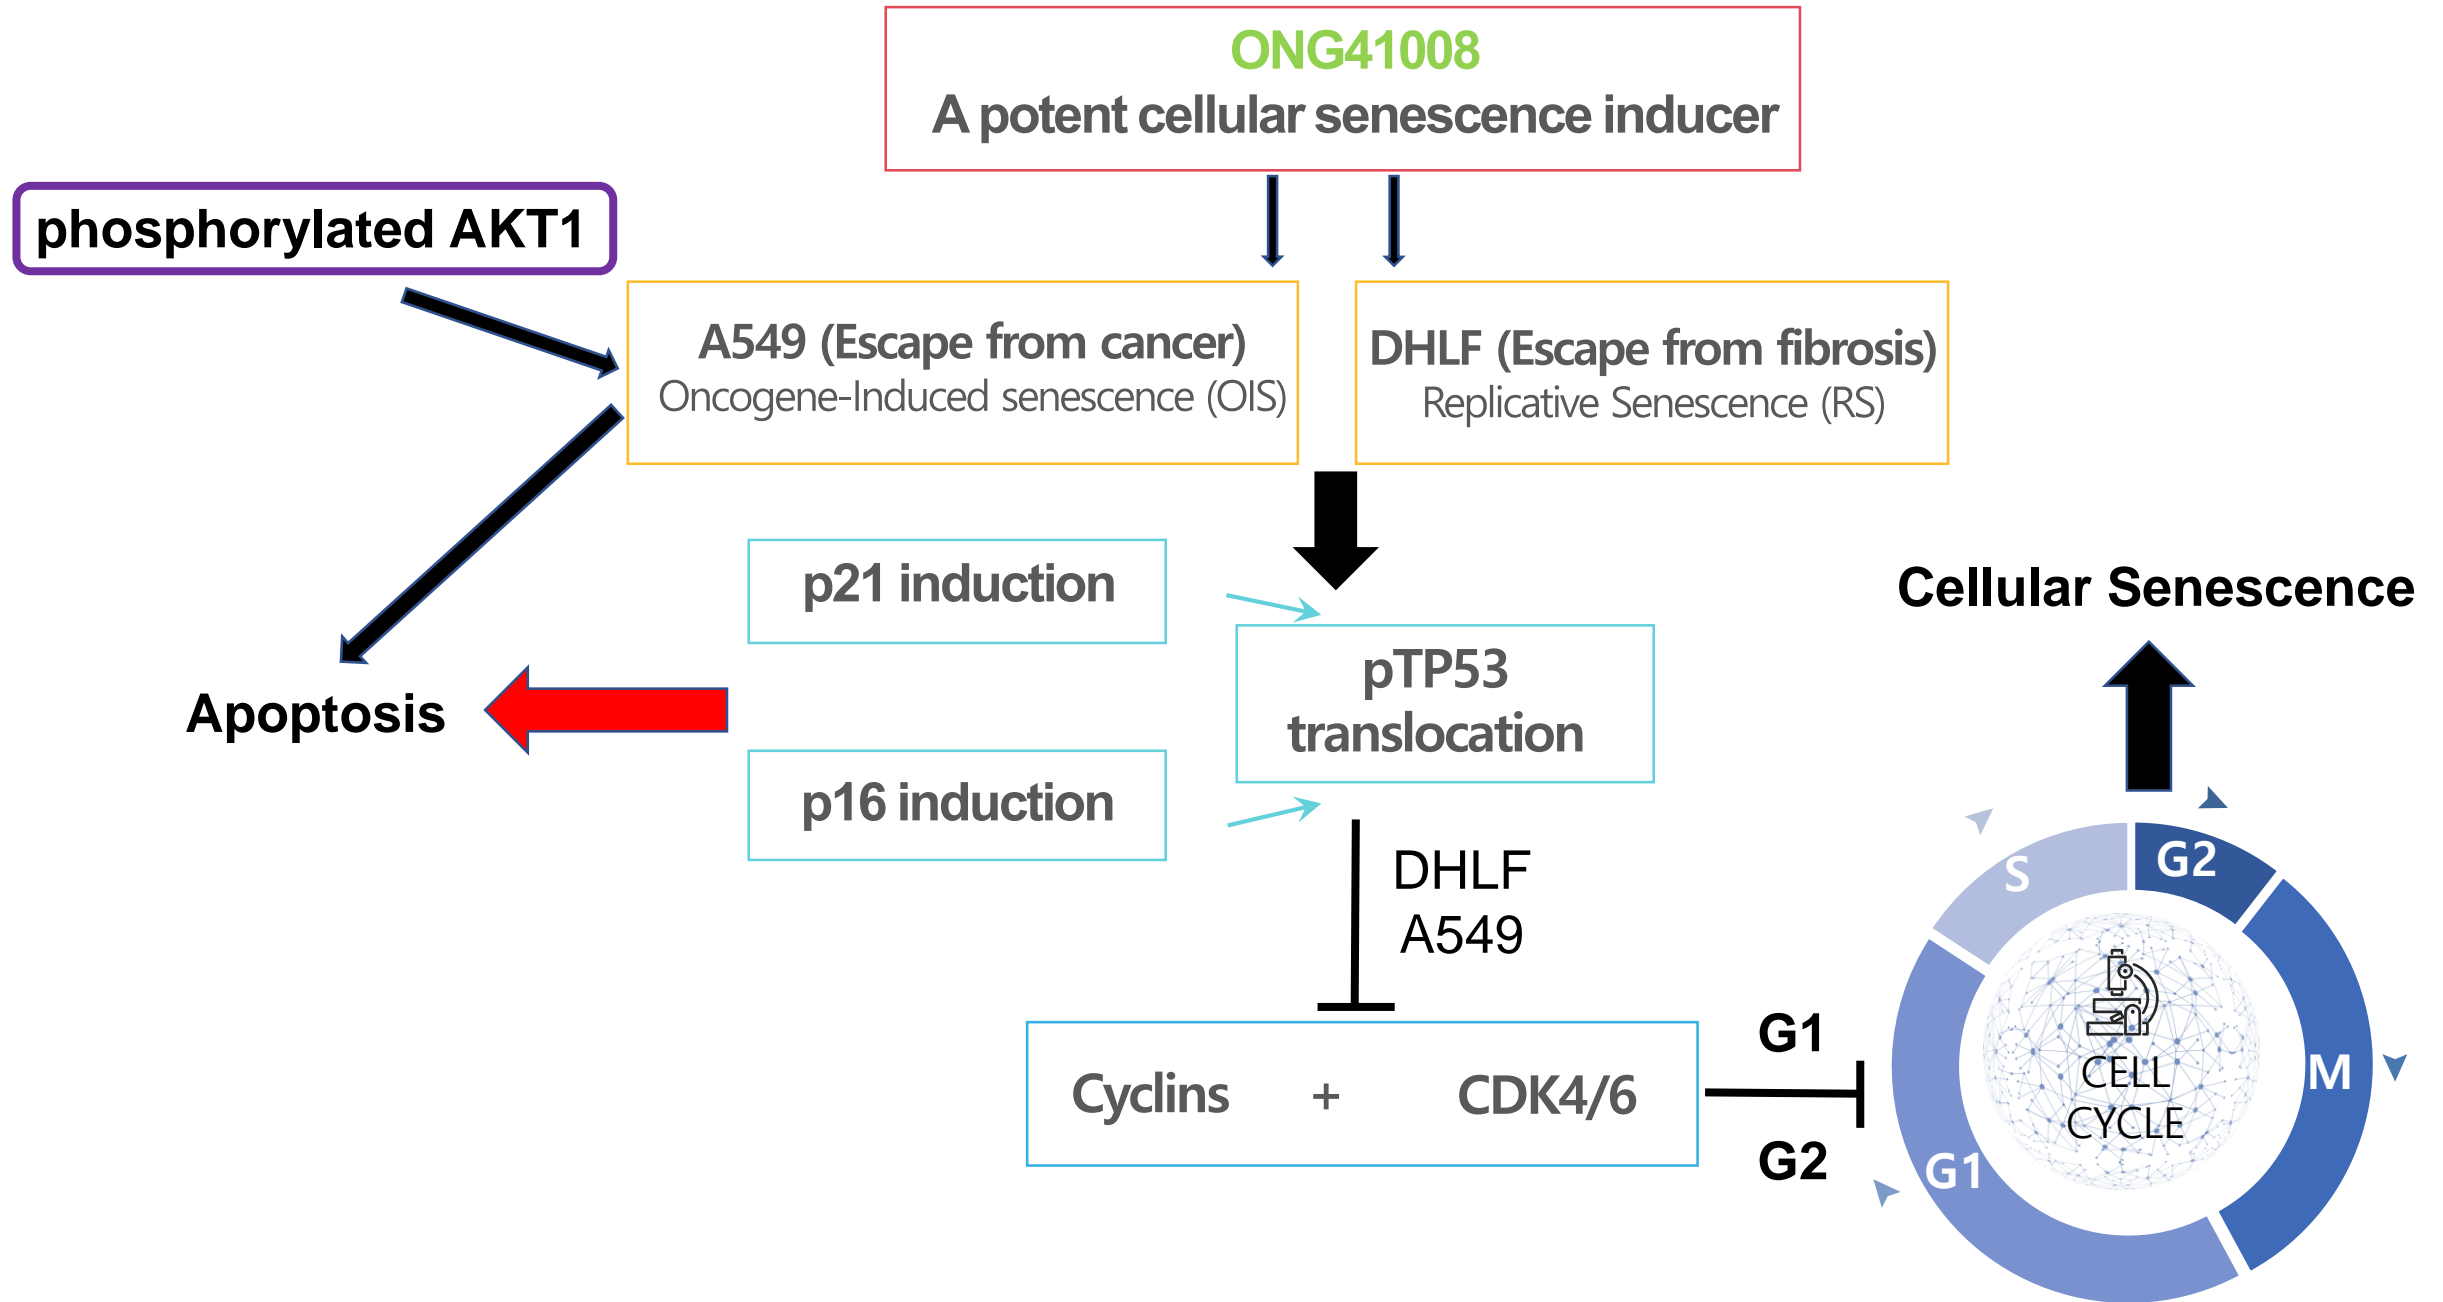 ONG41008
A potent cellular senescence inducer
phosphorylated AKT1
A549 (Escape from cancer)
Oncogene-Induced senescence (OIS)
DHLF (Escape from fibrosis)
Replicative Senescence (RS)
p21 induction
Cellular Senescence
pTP53
translocation
Apoptosis
p16 induction
DHLF
A549
S
G2
M
G1
CELL
CYCLE
Cyclins + CDK4/6
G1
G2